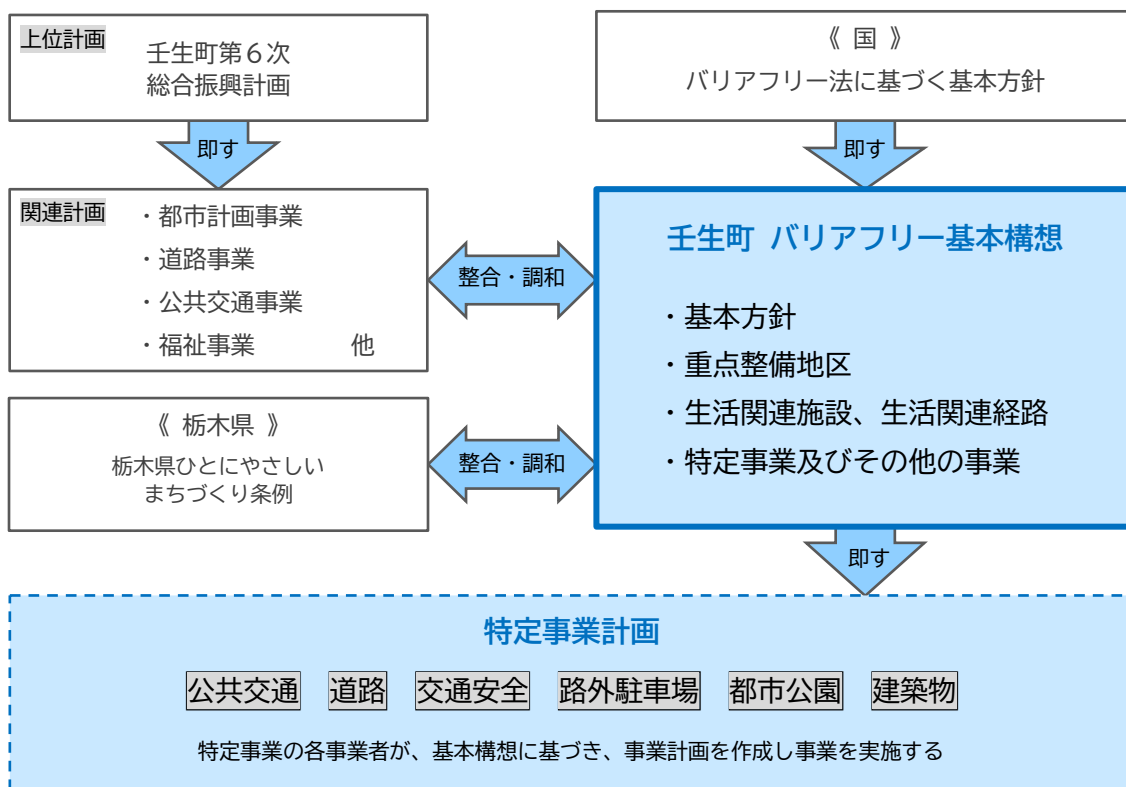 上位計画
壬生町第６次
総合振興計画
《 国 》
バリアフリー法に基づく基本方針
即す
即す
関連計画
・都市計画事業
・道路事業
・公共交通事業
・福祉事業 他
整合・調和
壬生町 バリアフリー基本構想
・基本方針
・重点整備地区
・生活関連施設、生活関連経路
・特定事業及びその他の事業
《 栃木県 》
栃木県ひとにやさしい
まちづくり条例
整合・調和
即す
特定事業計画
公共交通 道路 交通安全 路外駐車場 都市公園 建築物
特定事業の各事業者が、基本構想に基づき、事業計画を作成し事業を実施する